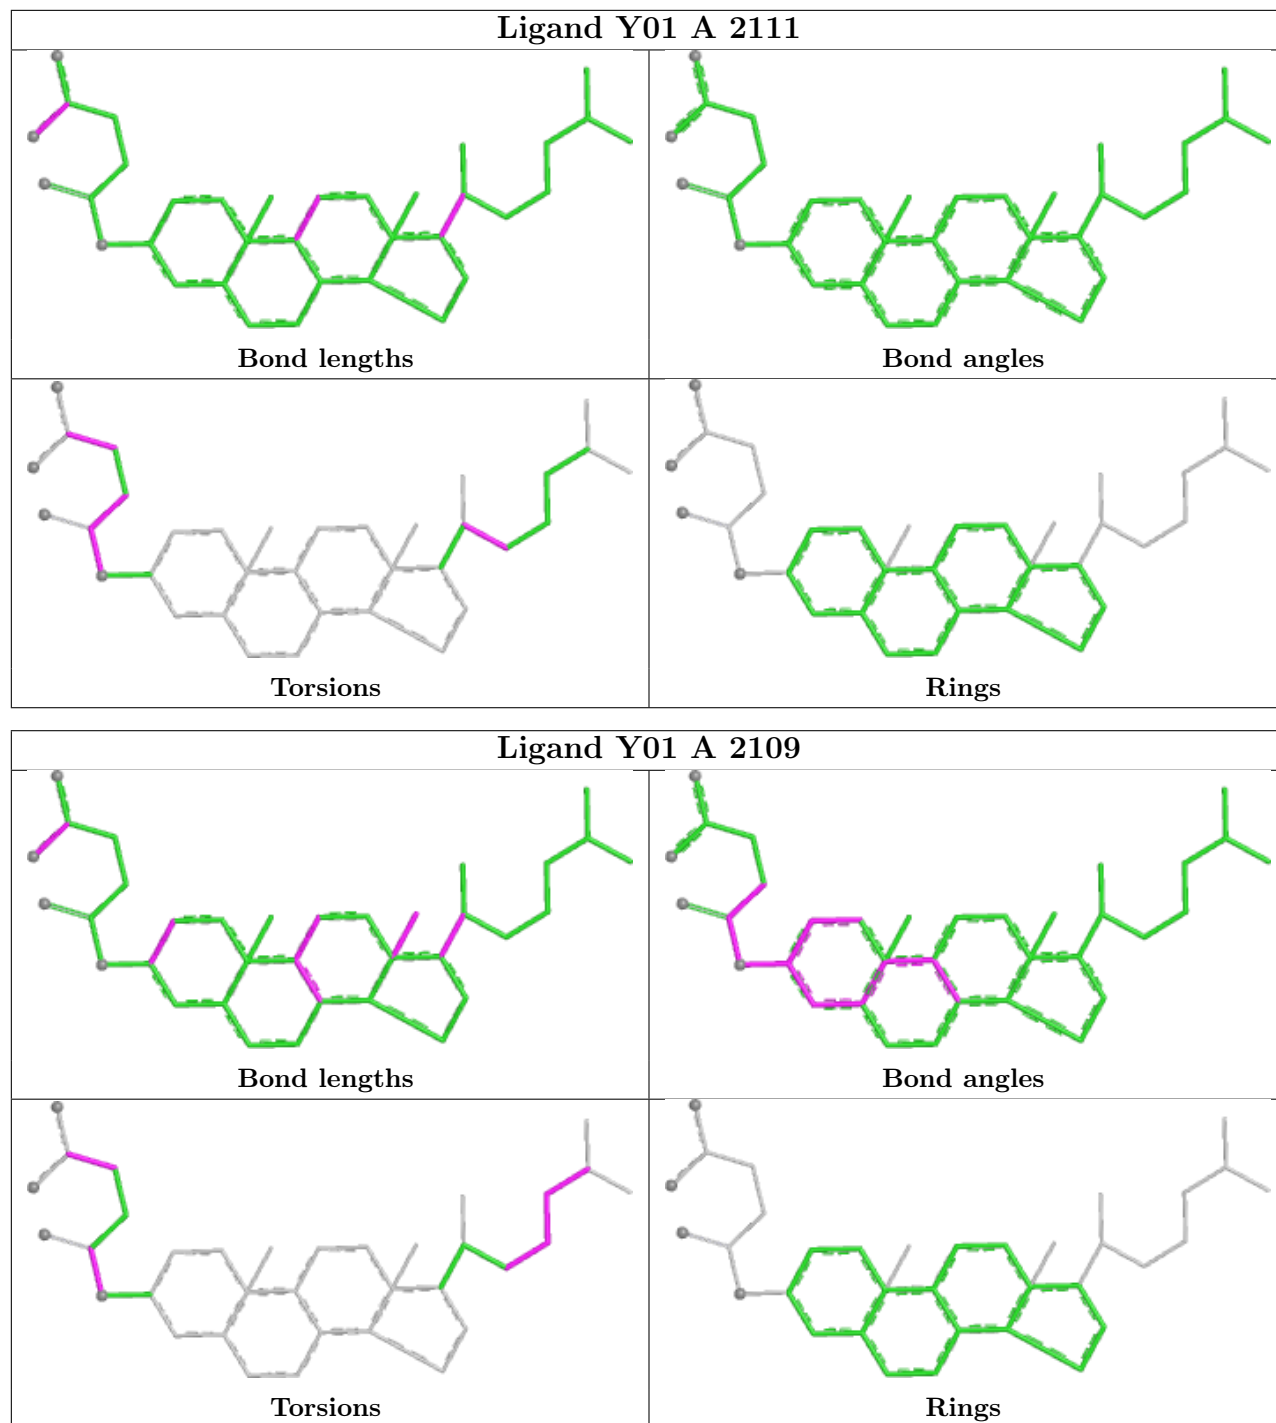 Ligand Y01 A 2111
Bond lengths
Bond angles
Torsions
Rings
Ligand Y01 A 2109
Bond lengths
Bond angles
Torsions
Rings